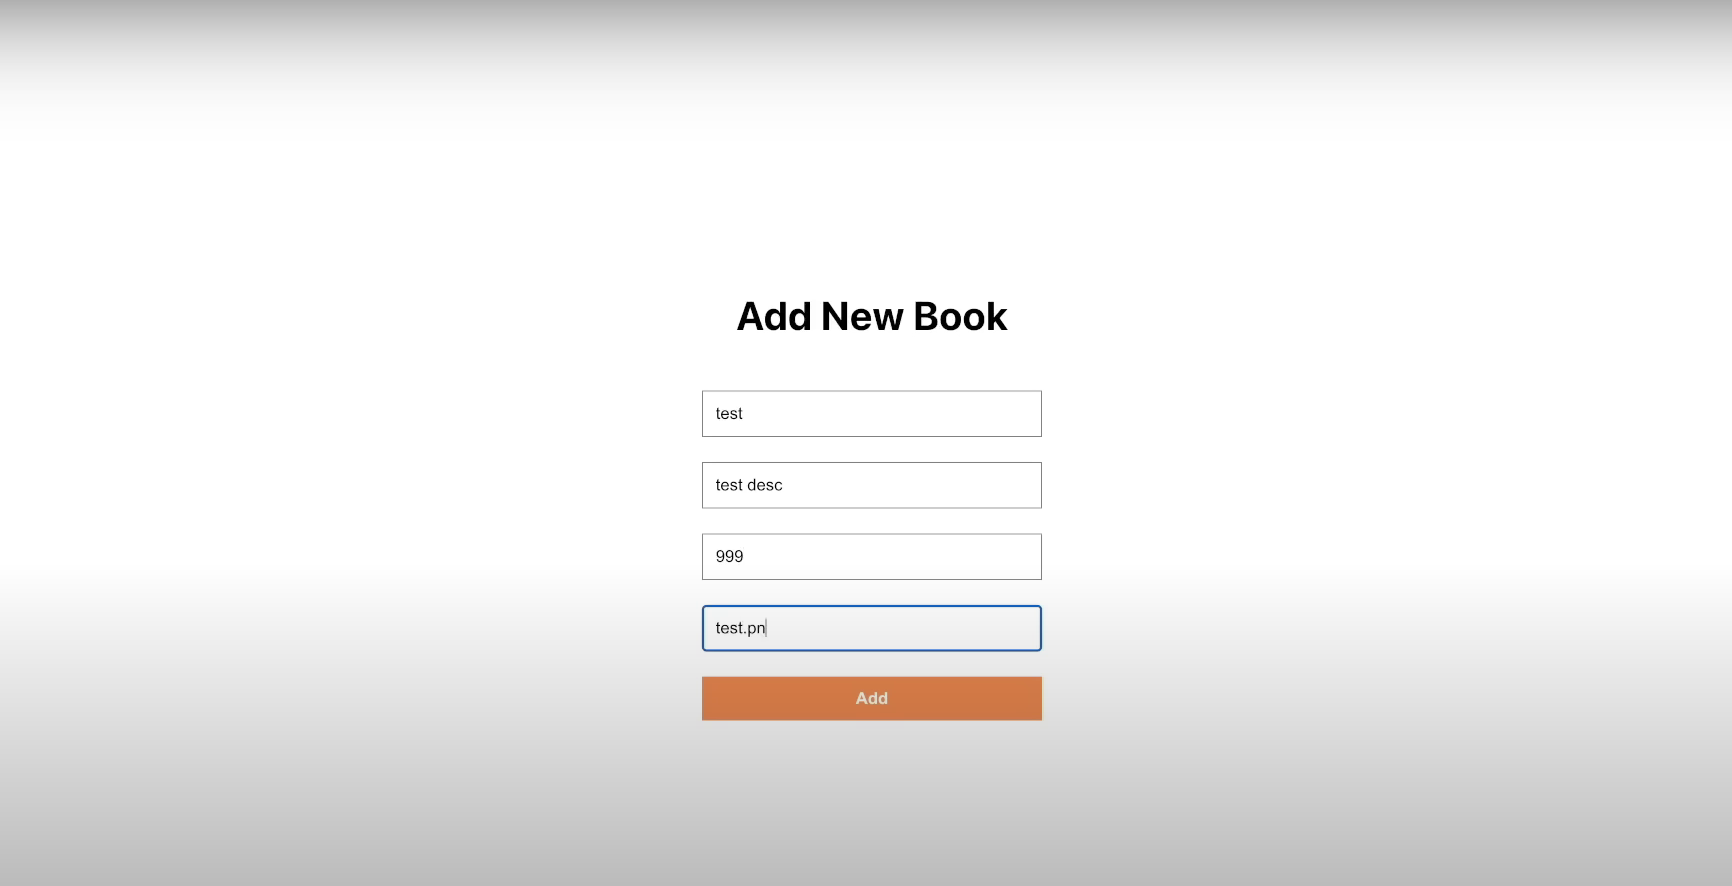 Add New Book
test
test desc
999
test.pn
Add